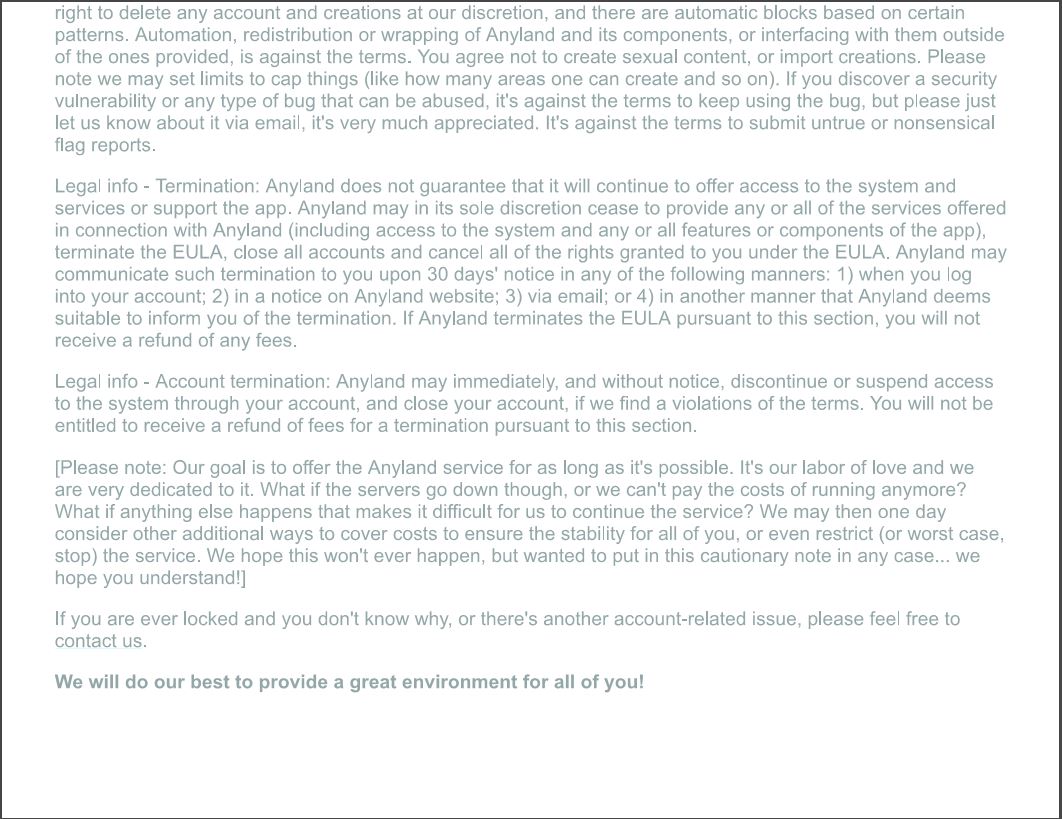 right to delete any account and creations at our discretion, and there are automatic blocks based on certain
patterns. Automation, redistribution or wrapping of Anyland and its components, or interfacing with them outside
of the ones provided, is against the terms. You agree not to create sexual content, or import creations. Please
note we may set limits to cap things (like how many areas one can create and so on). If you discover a security
vulnerability or any type of bug that can be abused, it's against the terms to keep using the bug, but please just
let us know about it via email, it's very much appreciated. It's against the terms to submit untrue or nonsensical
flag reports.
Legal info - Termination: Anyland does not guarantee that it will continue to offer access to the system and
services or support the app. Anyland may in its sole discretion cease to provide any or all of the services offered
in connection with Anyland (including access to the system and any or all features or components of the app),
terminate the EULA, close all accounts and cancel all of the rights granted to you under the EULA. Anyland may
communicate such termination to you upon 30 days' notice in any of the following manners: 1) when you log
into your account; 2) in a notice on Anyland website; 3) via email; or 4) in another manner that Anyland deems
suitable to inform you of the termination. If Anyland terminates the EULA pursuant to this section, you will not
receive a refund of any fees.
Legal info - Account termination: Anyland may immediately, and without notice, discontinue or suspend access
to the system through your account, and close your account, if we find a violations of the terms. You will not be
entitled to receive a refund of fees for a termination pursuant to this section.
[Please note: Our goal is to offer the Anyland service for as long as it's possible. It's our labor of love and we
are very dedicated to it. What if the servers go down though, or we can't pay the costs of running anymore?
What if anything else happens that makes it difficult for us to continue the service? We may then one day
consider other additional ways to cover costs to ensure the stability for all of you, or even restrict (or worst case,
stop) the service. We hope this won't ever happen, but wanted to put in this cautionary note in any case... we
hope you understand!]
If you are ever locked and you don't know why, or there's another account-related issue, please feel free to
contact us.
We will do our best to provide a great environment for all of you!